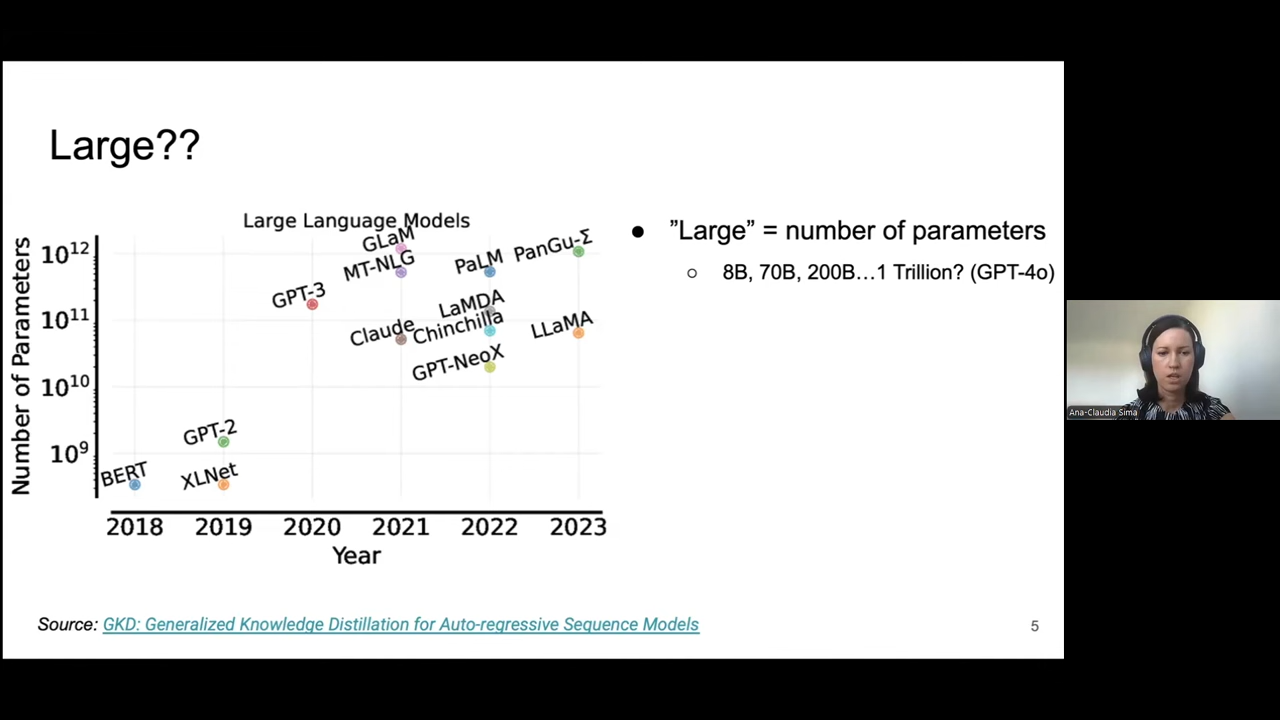 Large??
Large Language Models
Number of Parameters
10¹²
10¹¹
10¹⁰
10⁹
BERT
GPT-2
XLNet
GPT-3
GLaM
MT-NLG
Claude
PaLM
LaMDA
Chinchilla
GPT-NeoX
PanGu-Σ
LLaMA
2018 2019 2020 2021 2022 2023
Year
● ”Large” = number of parameters
○ 8B, 70B, 200B…1 Trillion? (GPT-4o)
Source: GKD: Generalized Knowledge Distillation for Auto-regressive Sequence Models
5
Ana-Claudia Sima